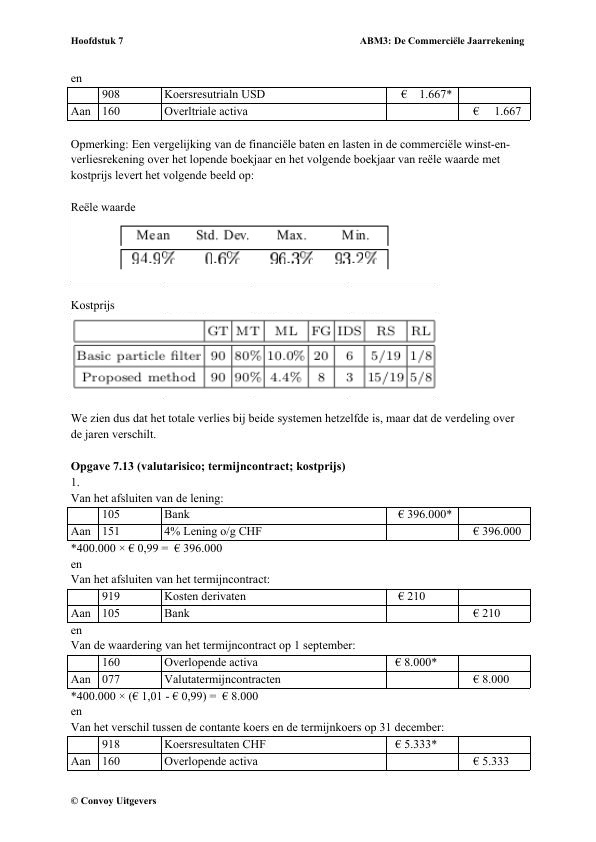 Hoofdstuk 7 ABM3: De Commerciële Jaarrekening
en
908 Koersresutrialn USD € 1.667*
Aan 160 Overltriale activa € 1.667
Opmerking: Een vergelijking van de financiële baten en lasten in de commerciële winst-en-
verliesrekening over het lopende boekjaar en het volgende boekjaar van reële waarde met
kostprijs levert het volgende beeld op:
Reële waarde
Mean Std. Dev. Max. Min.
94.9% 0.6% 96.3% 93.2%
Kostprijs
GT MT ML FG IDS RS RL
Basic particle filter 90 80% 10.0% 20 6 5/19 1/8
Proposed method 90 90% 4.4% 8 3 15/19 5/8
We zien dus dat het totale verlies bij beide systemen hetzelfde is, maar dat de verdeling over
de jaren verschilt.
Opgave 7.13 (valutarisico; termijncontract; kostprijs)
1.
Van het afsluiten van de lening:
105 Bank € 396.000*
Aan 151 4% Lening o/g CHF € 396.000
*400.000 × € 0,99 = € 396.000
en
Van het afsluiten van het termijncontract:
919 Kosten derivaten € 210
Aan 105 Bank € 210
en
Van de waardering van het termijncontract op 1 september:
160 Overlopende activa € 8.000*
Aan 077 Valutatermijncontracten € 8.000
*400.000 × (€ 1,01 - € 0,99) = € 8.000
en
Van het verschil tussen de contante koers en de termijnkoers op 31 december:
918 Koersresultaten CHF € 5.333*
Aan 160 Overlopende activa € 5.333
© Convoy Uitgevers